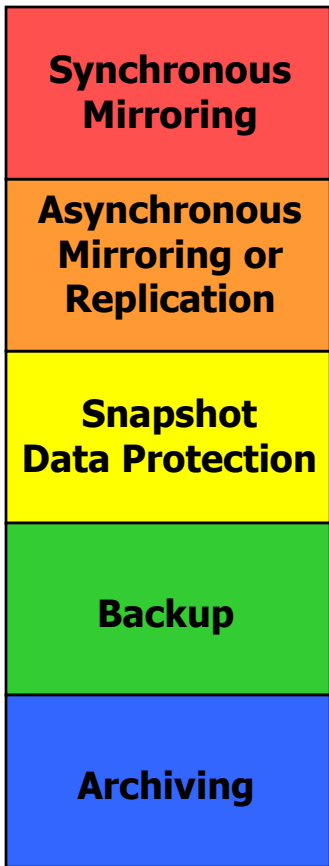 Synchronous
Mirroring
Asynchronous
Mirroring or
Replication
Snapshot
Data Protection
Backup
Archiving